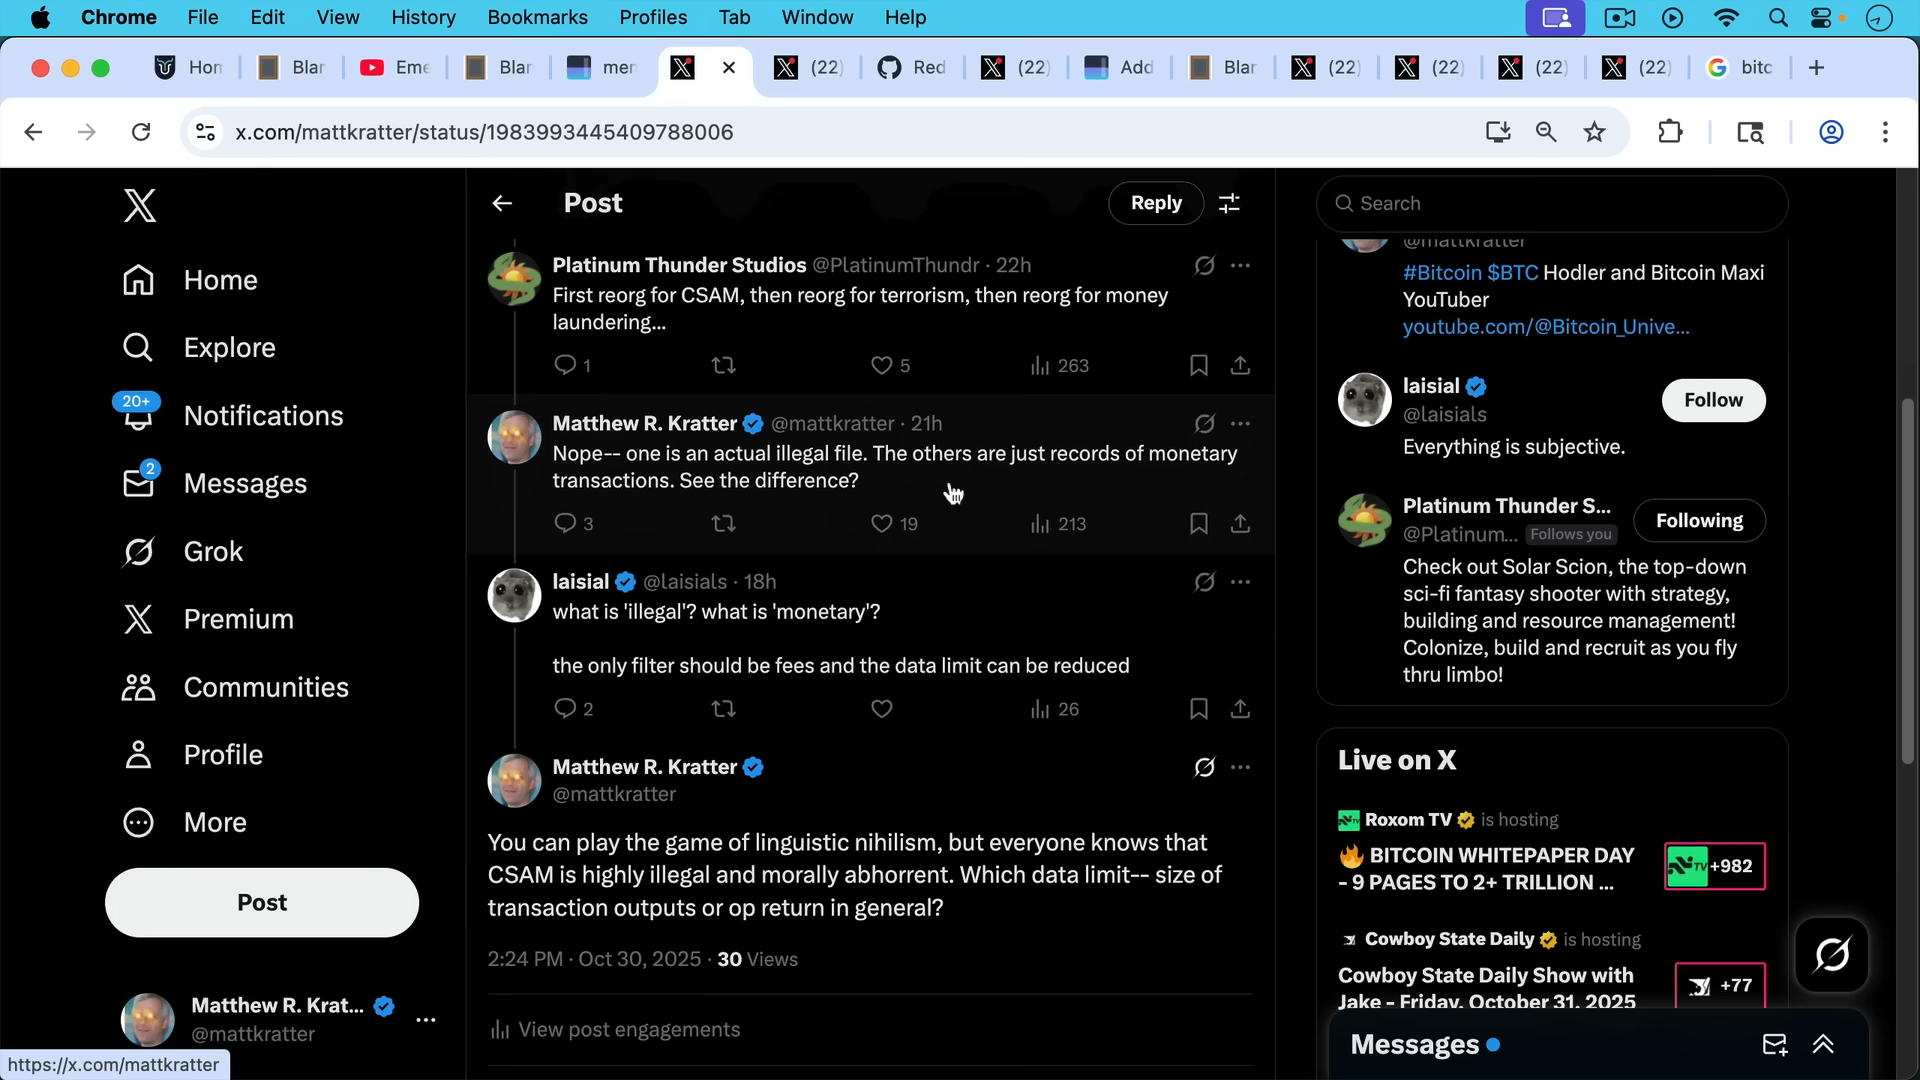 Chrome File Edit View History Bookmarks Profiles Tab Window Help
Hon Blar Eme Blar mer (22) Red (22) Add Blar (22) (22) (22) (22) bitc
x.com/mattkratter/status/1983993445409788006
Home
Explore
20+
Notifications
2
Messages
Grok
Premium
Communities
Profile
More
Post
Matthew R. Krat...
@mattkratter
https://x.com/mattkratter
Post
Reply
Platinum Thunder Studios @PlatinumThundr · 22h
First reorg for CSAM, then reorg for terrorism, then reorg for money
laundering...
1 5 263
Matthew R. Kratter @mattkratter · 21h
Nope-- one is an actual illegal file. The others are just records of monetary
transactions. See the difference?
3 19 213
laisial @laisials · 18h
what is 'illegal'? what is 'monetary'?
the only filter should be fees and the data limit can be reduced
2 26
Matthew R. Kratter
@mattkratter
You can play the game of linguistic nihilism, but everyone knows that
CSAM is highly illegal and morally abhorrent. Which data limit-- size of
transaction outputs or op return in general?
2:24 PM · Oct 30, 2025 · 30 Views
View post engagements
Search
@mattkratter
#Bitcoin $BTC Hodler and Bitcoin Maxi
YouTuber
youtube.com/@Bitcoin_Unive...
laisial
@laisials
Follow
Everything is subjective.
Platinum Thunder S...
@Platinum... Follows you
Following
Check out Solar Scion, the top-down
sci-fi fantasy shooter with strategy,
building and resource management!
Colonize, build and recruit as you fly
thru limbo!
Live on X
Roxom TV is hosting
BITCOIN WHITEPAPER DAY
- 9 PAGES TO 2+ TRILLION ...
TV +982
Cowboy State Daily is hosting
Cowboy State Daily Show with
Jake - Friday, October 31, 2025
+77
Messages